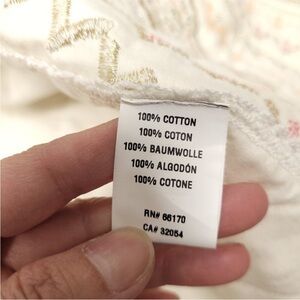 100% COTTON
100% COTON
100% BAUMWOLLE
100% ALGODÓN
100% COTONE
RN# 66170
CA# 32054